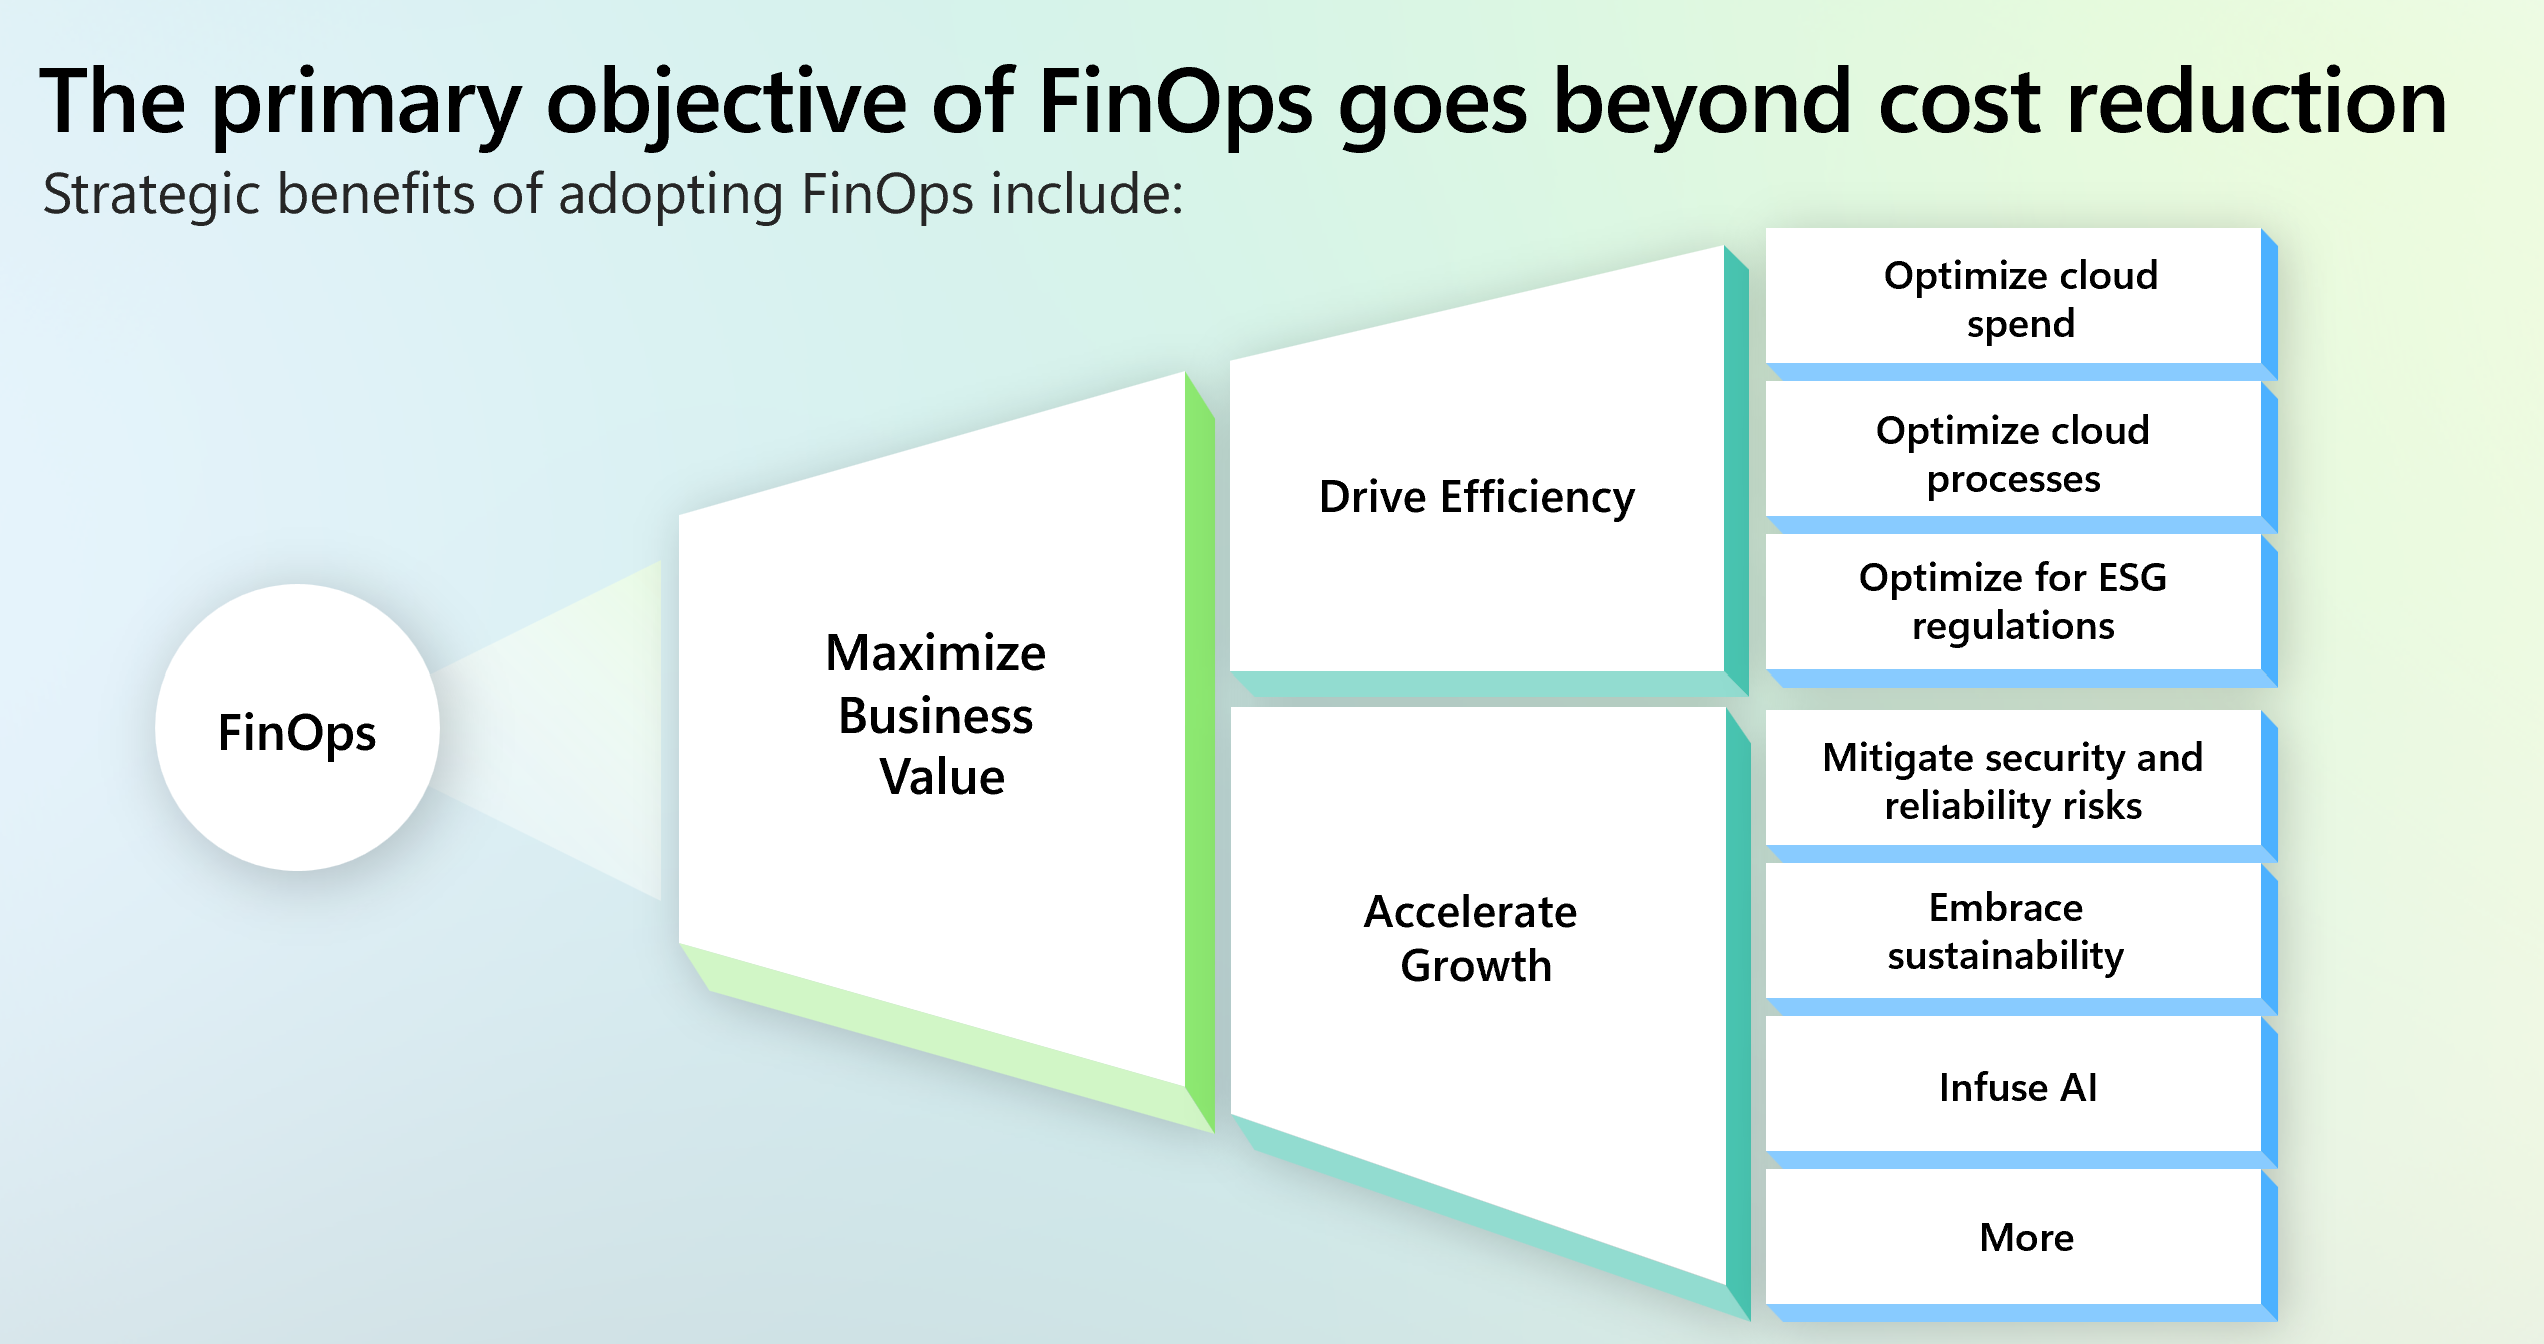 The primary objective of FinOps goes beyond cost reduction
Strategic benefits of adopting FinOps include:
FinOps
Maximize
Business
Value
Drive Efficiency
Optimize cloud
spend
Optimize cloud
processes
Optimize for ESG
regulations
Accelerate
Growth
Mitigate security and
reliability risks
Embrace
sustainability
Infuse AI
More